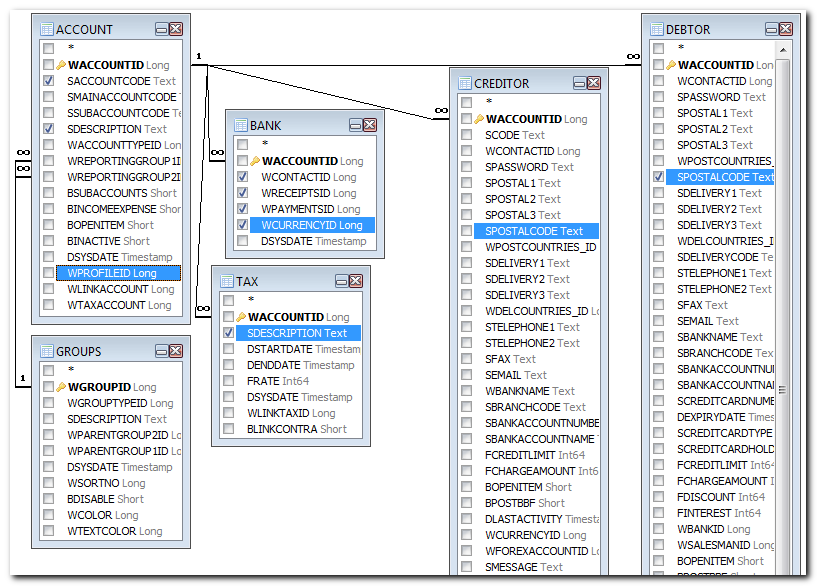 ACCOUNT
*
WACCOUNTID Long
SACCOUNTCODE Text
SMAINACCOUNTCODE
SSUBACCOUNTCODE Te
SDESCRIPTION Text
WACCOUNTTYPEID Lon
WREPORTINGGROUP1I
WREPORTINGGROUP2I
BSUBACCOUNTS Short
BINCOMEEXPENSE Shor
BOPENITEM Short
BINACTIVE Short
DSYSDATE Timestamp
WPROFILEID Long
WLINKACCOUNT Long
WTAXACCOUNT Long
GROUPS
*
WGROUPID Long
WGROUPTYPEID Long
SDESCRIPTION Text
WPARENTGROUP2ID Lo
WPARENTGROUP1ID Lo
DSYSDATE Timestamp
WSORTNO Long
BDISABLE Short
WCOLOR Long
WTEXTCOLOR Long
∞
∞
1
1
∞
∞
∞
∞
BANK
*
WACCOUNTID Long
WCONTACTID Long
WRECEIPTSID Long
WPAYMENTSID Long
WCURRENCYID Long
DSYSDATE Timestamp
TAX
*
WACCOUNTID Long
SDESCRIPTION Text
DSTARTDATE Timestam
DENDDATE Timestamp
FRATE Int64
DSYSDATE Timestamp
WLINKTAXID Long
BLINKCONTRA Short
CREDITOR
*
WACCOUNTID Long
SCODE Text
WCONTACTID Long
SPASSWORD Text
SPOSTAL1 Text
SPOSTAL2 Text
SPOSTAL3 Text
SPOSTALCODE Text
WPOSTCOUNTRIES_ID
SDELIVERY1 Text
SDELIVERY2 Text
SDELIVERY3 Text
WDELCOUNTRIES_ID Lo
STELEPHONE1 Text
STELEPHONE2 Text
SFAX Text
SEMAIL Text
WBANKNAME Text
SBRANCHCODE Text
SBANKACCOUNTNUMBE
SBANKACCOUNTNAME
FCREDITLIMIT Int64
FCHARGEAMOUNT Int6
BOPENITEM Short
BPOSTBBF Short
DLASTACTIVITY Timesta
WCURRENCYID Long
WFOREXACCOUNTID Lo
SMESSAGE Text
DEBTOR
*
WACCOUNTID Lon
WCONTACTID Long
SPASSWORD Text
SPOSTAL1 Text
SPOSTAL2 Text
SPOSTAL3 Text
WPOSTCOUNTRIES_
SPOSTALCODE Text
SDELIVERY1 Text
SDELIVERY2 Text
SDELIVERY3 Text
WDELCOUNTRIES_I
SDELIVERYCODE Te
STELEPHONE1 Text
STELEPHONE2 Text
SFAX Text
SEMAIL Text
SBANKNAME Text
SBRANCHCODE Tex
SBANKACCOUNTNU
SBANKACCOUNTNA
SCREDITCARDNUM
DEXPIRYDATE Times
SCREDITCARDTYPE
SCREDITCARDHOLD
FCREDITLIMIT Int64
FCHARGEAMOUNT I
FDISCOUNT Int64
FINTEREST Int64
WBANKID Long
WSALESMANID Long
BOPENITEM Short